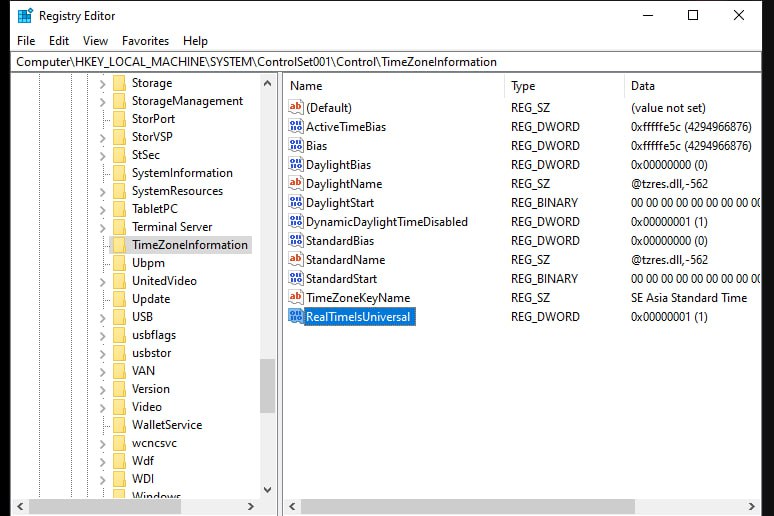 Registry Editor
File Edit View Favorites Help
Computer\HKEY_LOCAL_MACHINE\SYSTEM\ControlSet001\Control\TimeZoneInformation
Storage
StorageManagement
StorPort
StorVSP
StSec
SystemInformation
SystemResources
TabletPC
Terminal Server
TimeZoneInformation
Ubpm
UnitedVideo
Update
USB
usbflags
usbstor
VAN
Version
Video
WalletService
wcncsvc
Wdf
WDI
Windows
Name Type Data
(Default) REG_SZ (value not set)
ActiveTimeBias REG_DWORD 0xfffffe5c (4294966876)
Bias REG_DWORD 0xfffffe5c (4294966876)
DaylightBias REG_DWORD 0x00000000 (0)
DaylightName REG_SZ @tzres.dll,-562
DaylightStart REG_BINARY 00 00 00 00 00 00 00 00
DynamicDaylightTimeDisabled REG_DWORD 0x00000001 (1)
StandardBias REG_DWORD 0x00000000 (0)
StandardName REG_SZ @tzres.dll,-562
StandardStart REG_BINARY 00 00 00 00 00 00 00 00
TimeZoneKeyName REG_SZ SE Asia Standard Time
RealTimeIsUniversal REG_DWORD 0x00000001 (1)